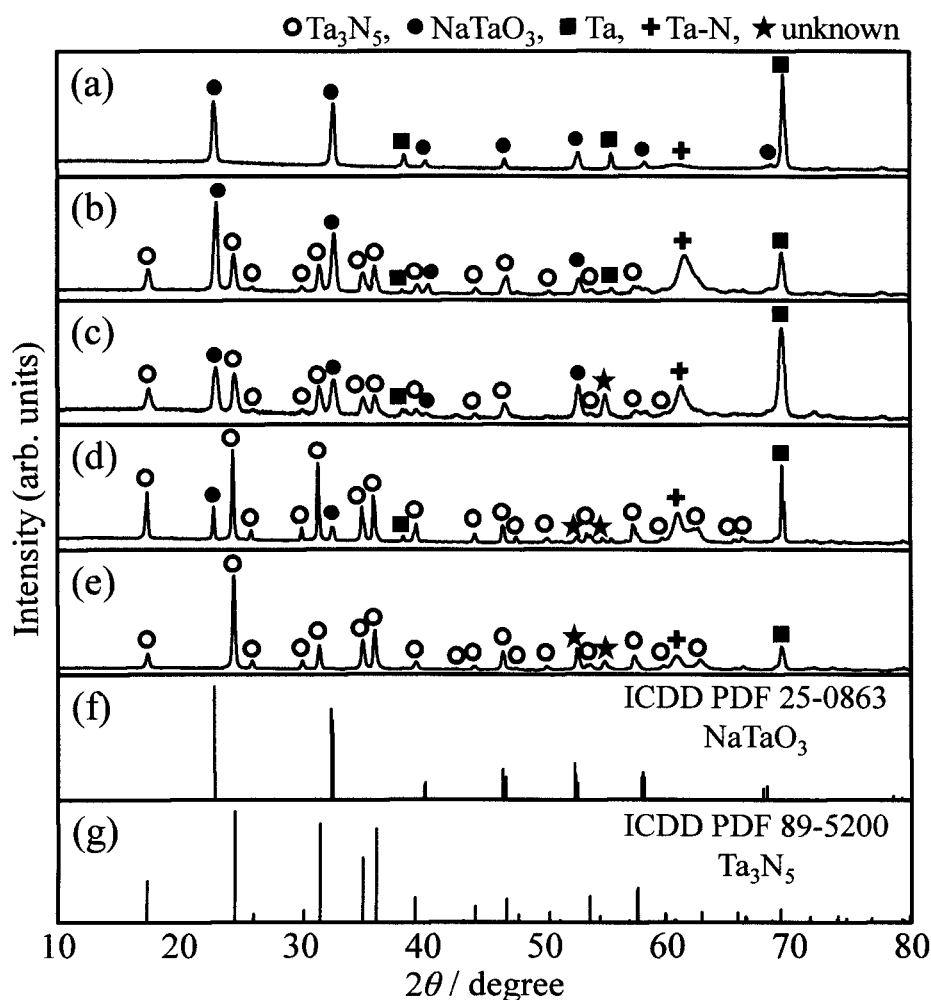 ○ Ta₃N₅, ● NaTaO₃, ■ Ta, ✚ Ta-N, ★ unknown
(a)
(b)
(c)
(d)
(e)
(f)
ICDD PDF 25-0863
NaTaO₃
(g)
ICDD PDF 89-5200
Ta₃N₅
Intensity (arb. units)
10 20 30 40 50 60 70 80
2θ / degree